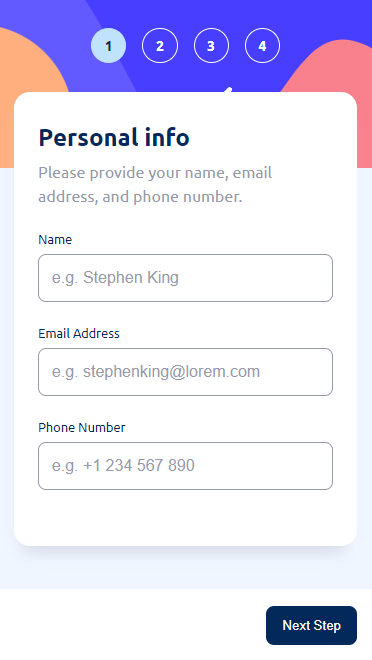 1 2 3 4
Personal info
Please provide your name, email
address, and phone number.
Name
e.g. Stephen King
Email Address
e.g. stephenking@lorem.com
Phone Number
e.g. +1 234 567 890
Next Step